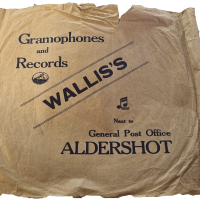 Gramophones
and
Records
WALLIS'S
Next to
General Post Office
ALDERSHOT